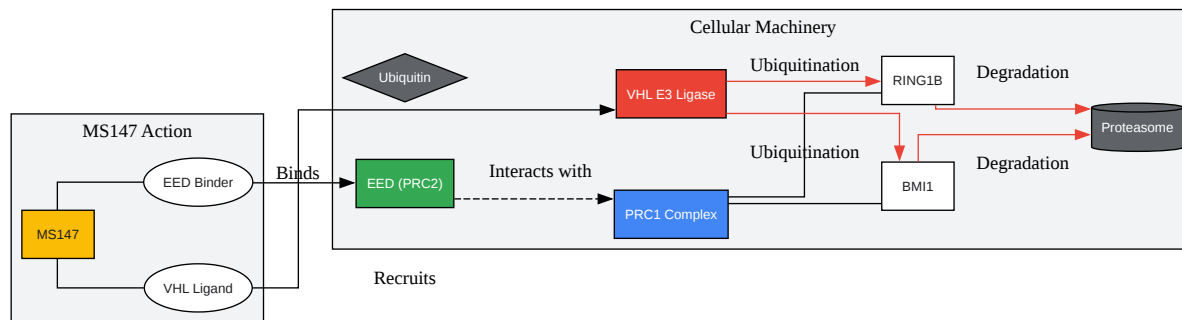 Cellular Machinery
Ubiquitin
Ubiquitination
RING1B
Degradation
VHL E3 Ligase
Proteasome
MS147 Action
Ubiquitination
Degradation
EED Binder
Binds
EED (PRC2)
Interacts with
BMI1
PRC1 Complex
MS147
VHL Ligand
Recruits